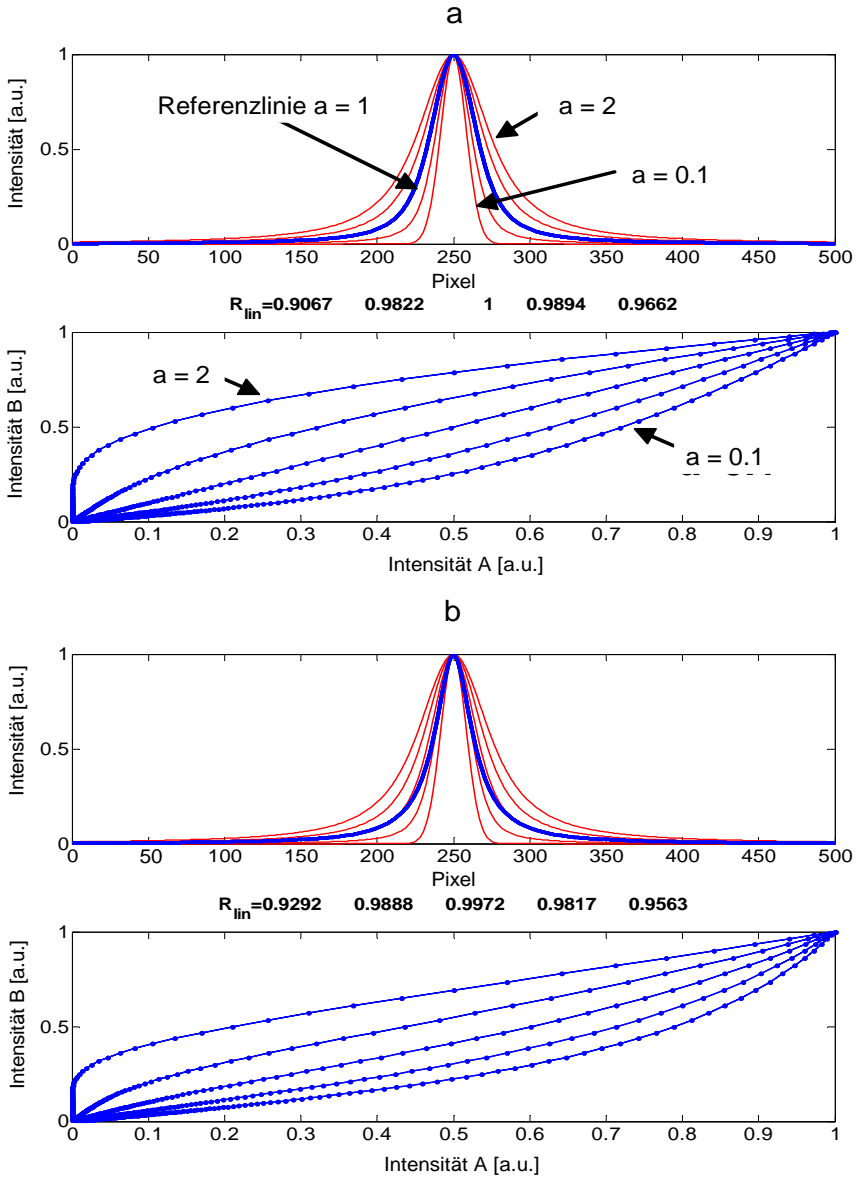 a
Intensität [a.u.]
1
0.5
0
Referenzlinie a = 1
a = 2
a = 0.1
0 50 100 150 200 250 300 350 400 450 500
Pixel
R_lin=0.9067 0.9822 1 0.9894 0.9662
Intensität B [a.u.]
1
0.5
0
a = 2
a = 0.1
0 0.1 0.2 0.3 0.4 0.5 0.6 0.7 0.8 0.9 1
Intensität A [a.u.]
b
Intensität [a.u.]
1
0.5
0
0 50 100 150 200 250 300 350 400 450 500
Pixel
R_lin=0.9292 0.9888 0.9972 0.9817 0.9563
Intensität B [a.u.]
1
0.5
0
0 0.1 0.2 0.3 0.4 0.5 0.6 0.7 0.8 0.9 1
Intensität A [a.u.]